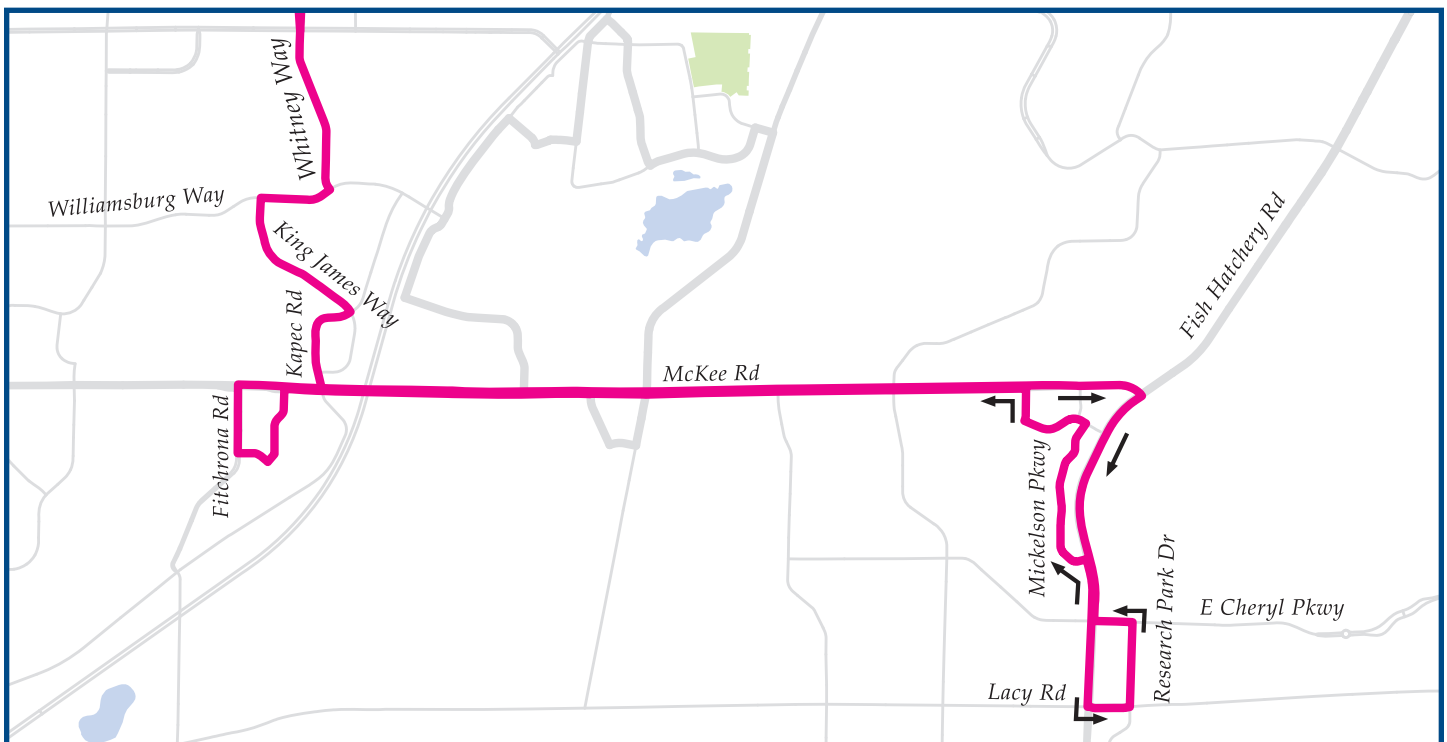 Whitney Way
Williamsburg Way
King James Way
Kapec Rd
Fitchrona Rd
McKee Rd
Fish Hatchery Rd
Mickelson Pkwy
Research Park Dr
E Cheryl Pkwy
Lacy Rd